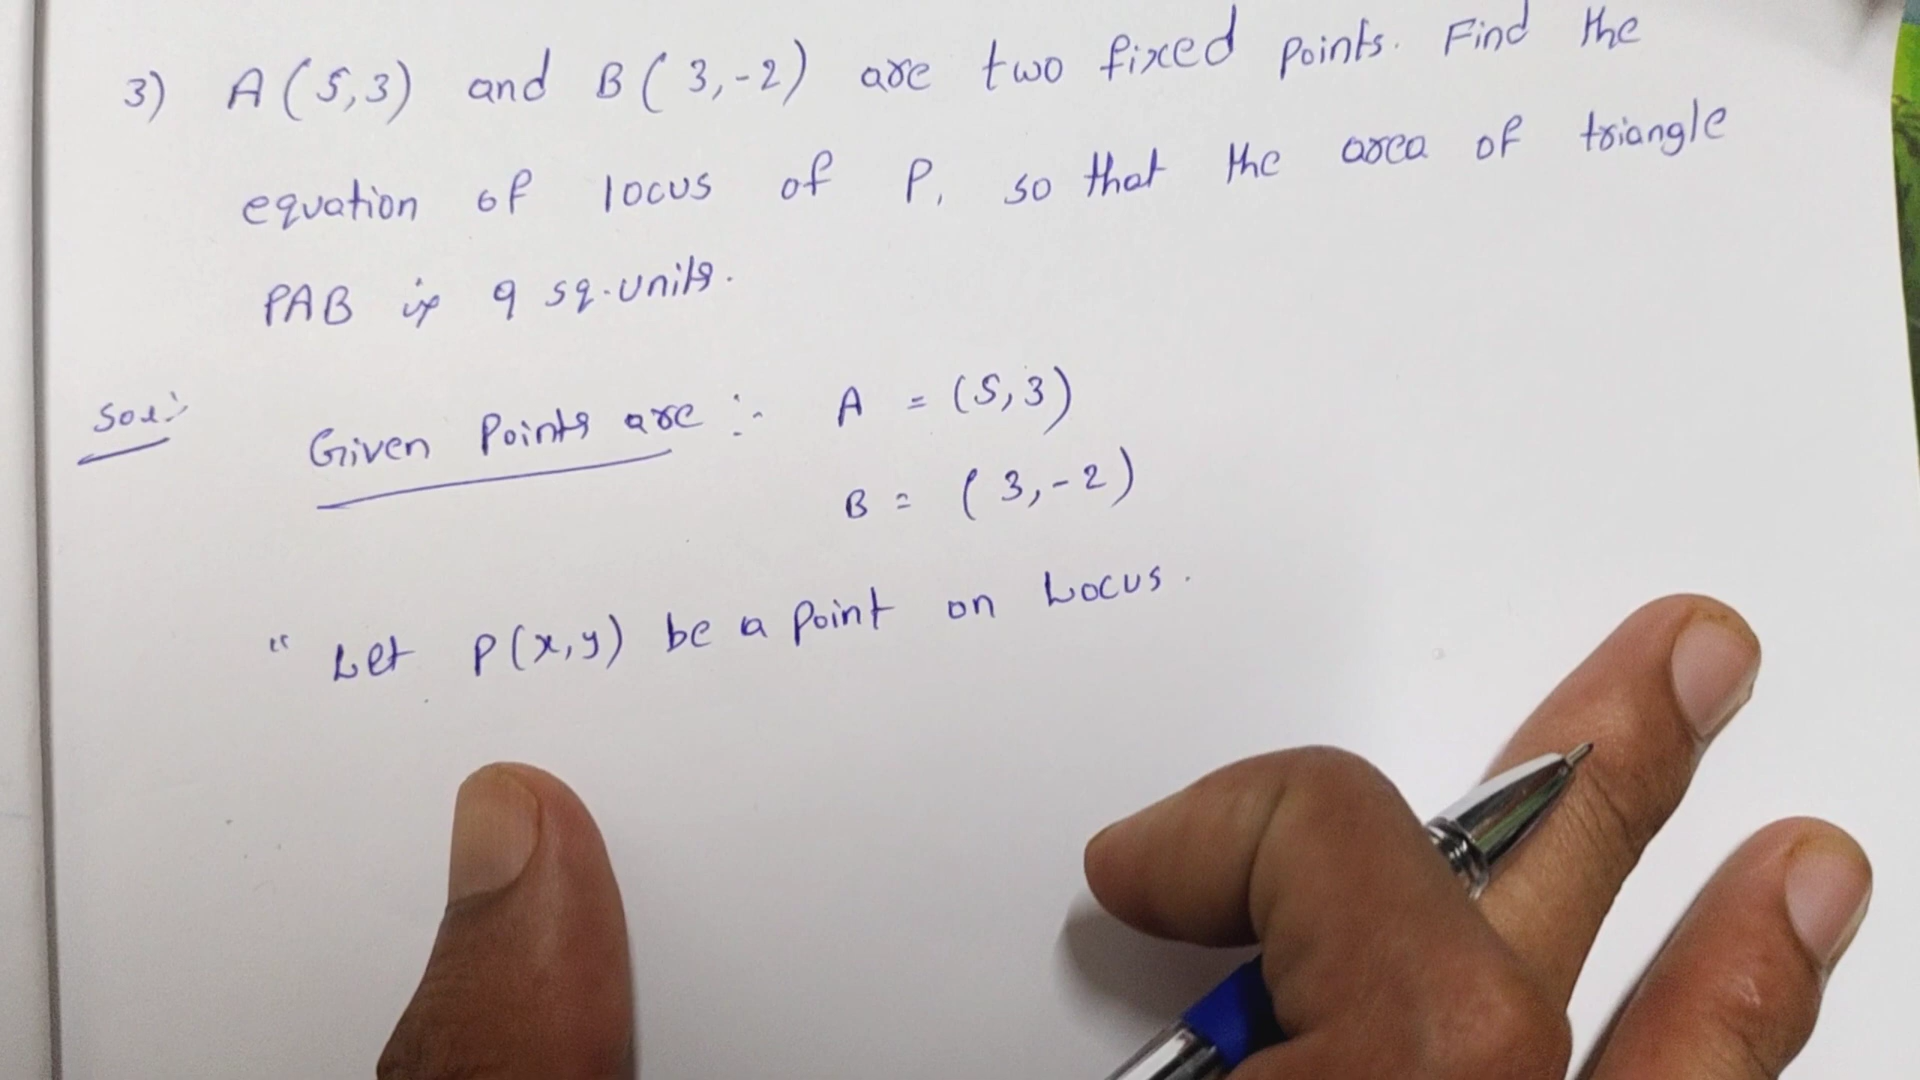 3) A(5,3) and B(3,-2) are two fixed points. Find the
equation of locus of P, so that the area of triangle
PAB is 9 sq.units.
Sol:-
Given Points are :- A = (5,3)
B = (3,-2)
" Let P(x,y) be a point on Locus.